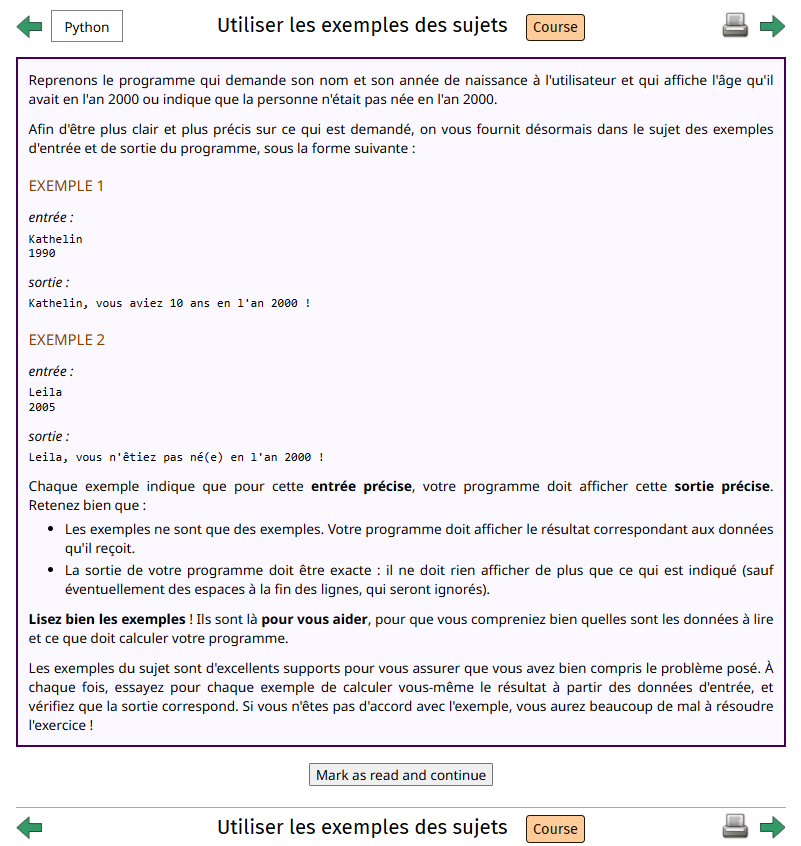 Python
Utiliser les exemples des sujets
Course
Reprenons le programme qui demande son nom et son année de naissance à l'utilisateur et qui affiche l'âge qu'il
avait en l'an 2000 ou indique que la personne n'était pas née en l'an 2000.
Afin d'être plus clair et plus précis sur ce qui est demandé, on vous fournit désormais dans le sujet des exemples
d'entrée et de sortie du programme, sous la forme suivante :
EXEMPLE 1
entrée :
Kathelin
1990
sortie :
Kathelin, vous aviez 10 ans en l'an 2000 !
EXEMPLE 2
entrée :
Leila
2005
sortie :
Leila, vous n'êtiez pas né(e) en l'an 2000 !
Chaque exemple indique que pour cette entrée précise, votre programme doit afficher cette sortie précise.
Retenez bien que :
• Les exemples ne sont que des exemples. Votre programme doit afficher le résultat correspondant aux données
qu'il reçoit.
• La sortie de votre programme doit être exacte : il ne doit rien afficher de plus que ce qui est indiqué (sauf
éventuellement des espaces à la fin des lignes, qui seront ignorés).
Lisez bien les exemples ! Ils sont là pour vous aider, pour que vous compreniez bien quelles sont les données à lire
et ce que doit calculer votre programme.
Les exemples du sujet sont d'excellents supports pour vous assurer que vous avez bien compris le problème posé. À
chaque fois, essayez pour chaque exemple de calculer vous-même le résultat à partir des données d'entrée, et
vérifiez que la sortie correspond. Si vous n'êtes pas d'accord avec l'exemple, vous aurez beaucoup de mal à résoudre
l'exercice !
Mark as read and continue
Utiliser les exemples des sujets
Course